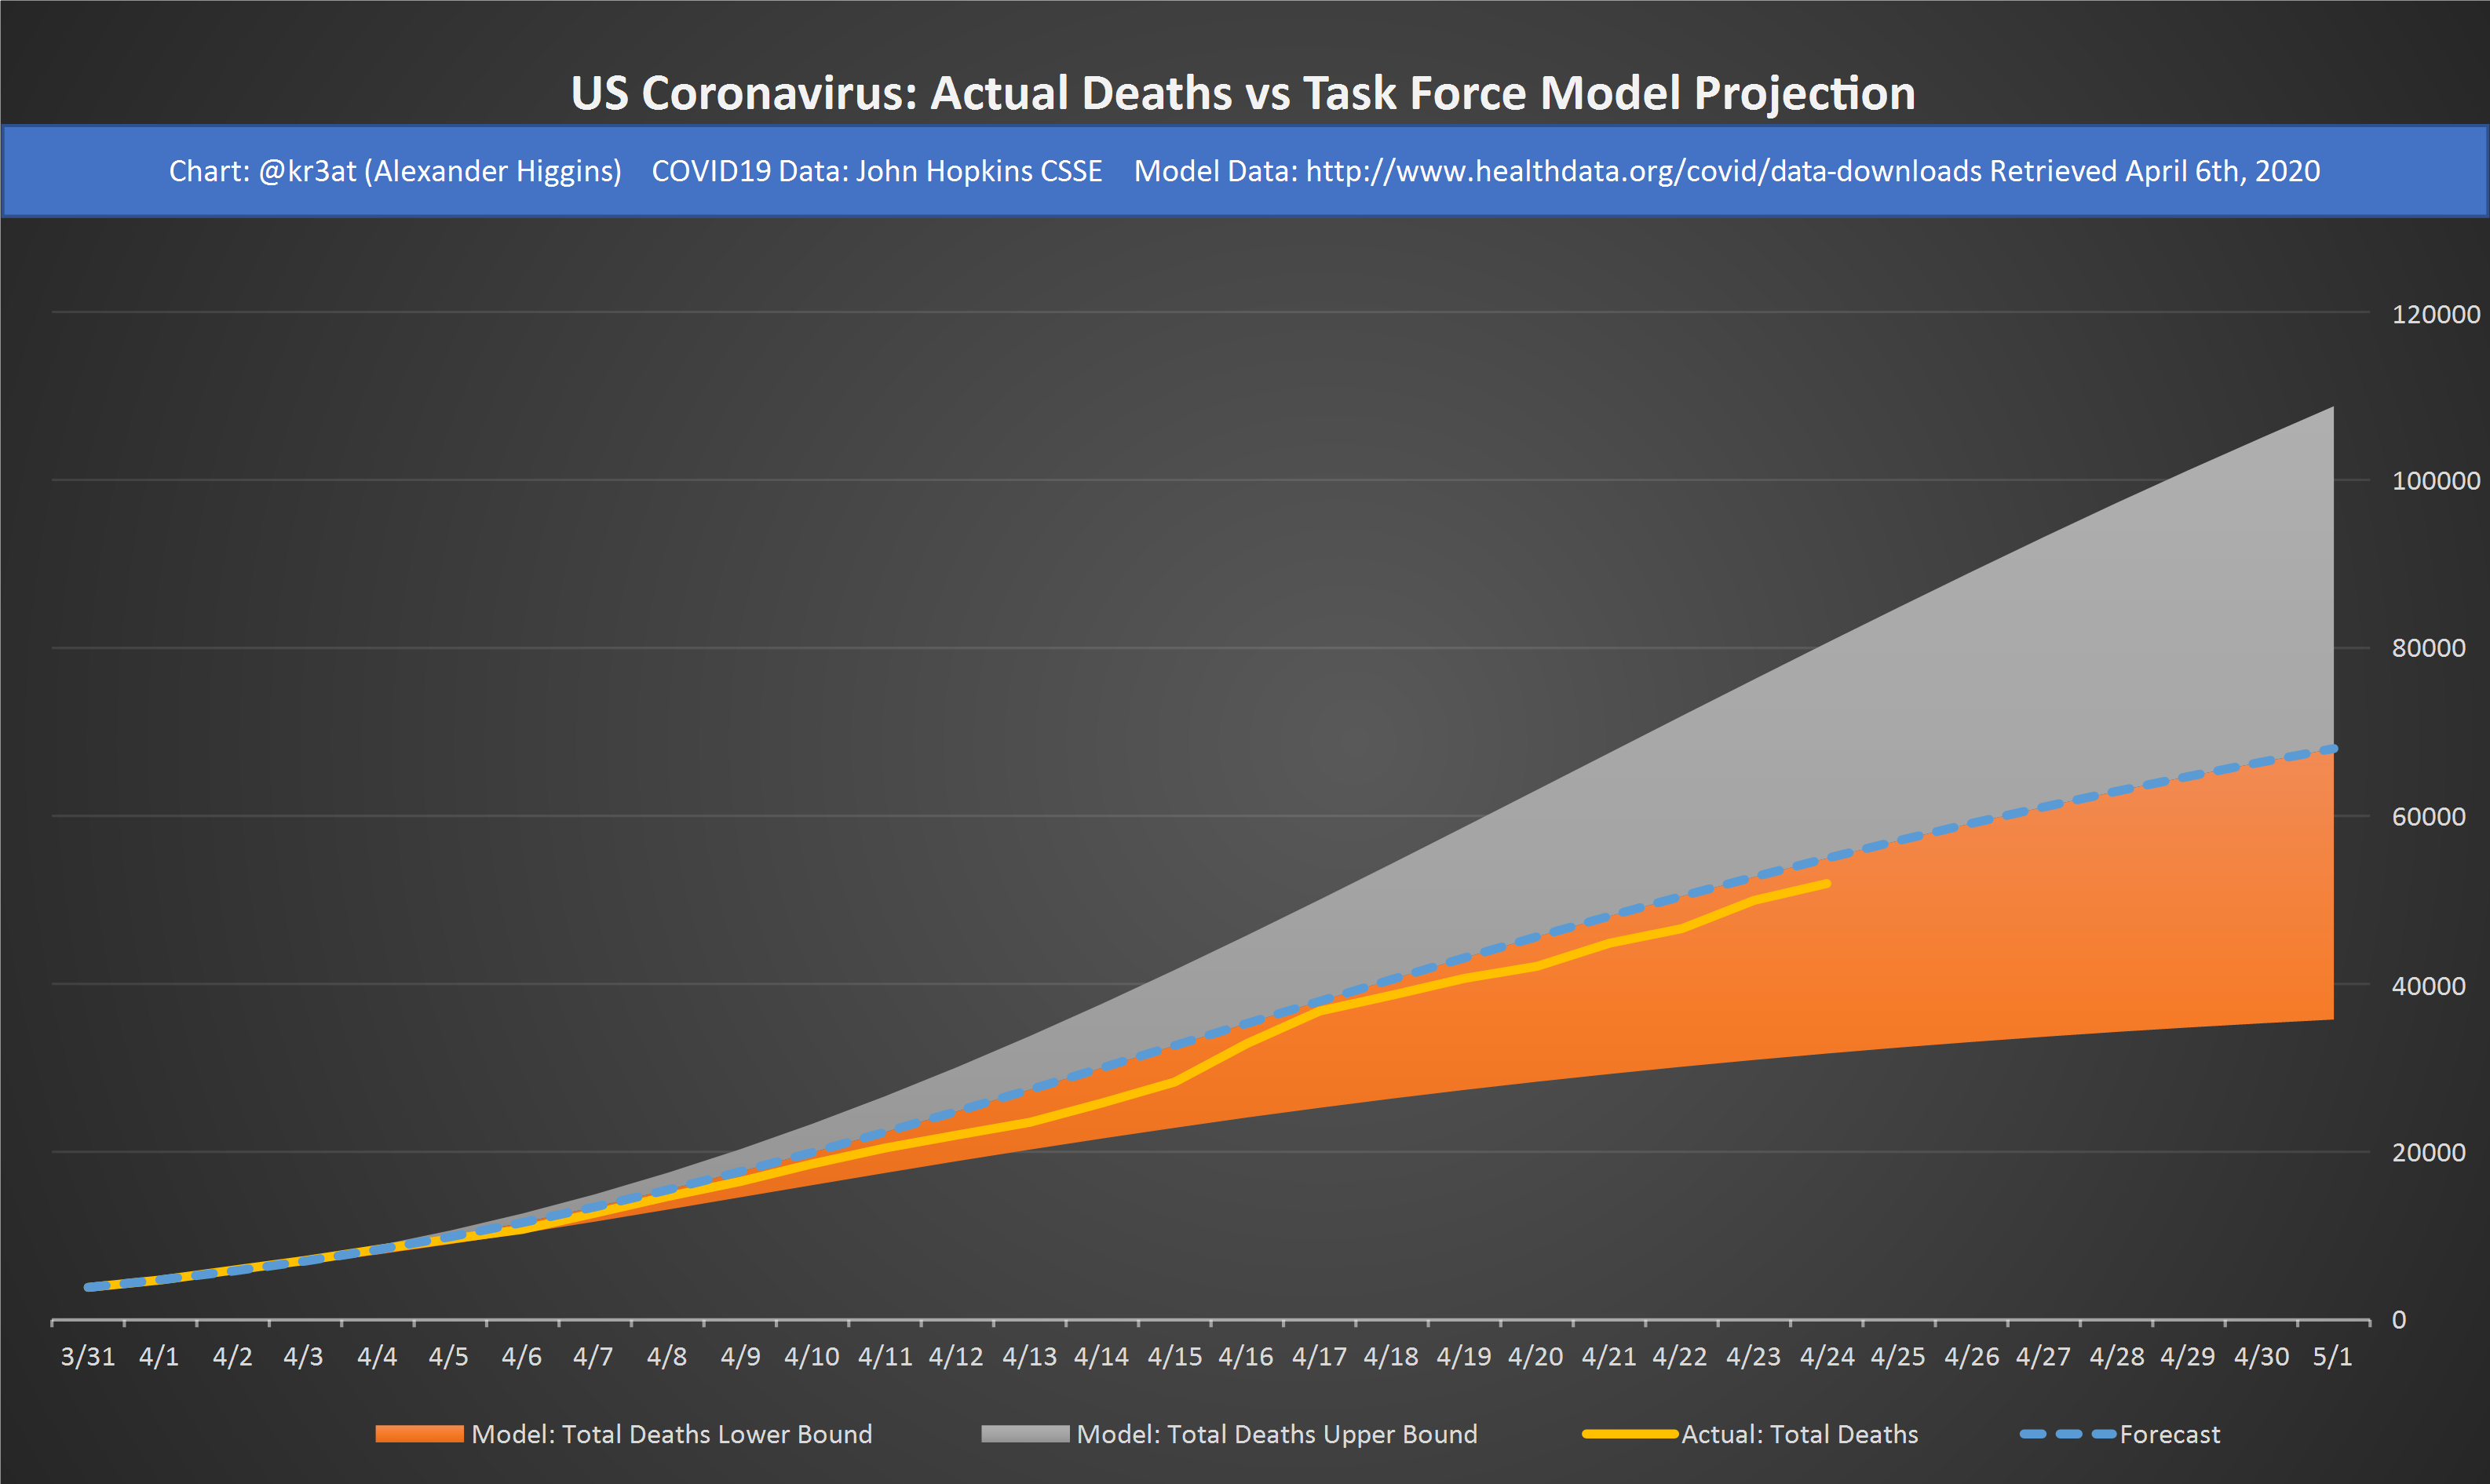 US Coronavirus: Actual Deaths vs Task Force Model Projection
Chart: @kr3at (Alexander Higgins) COVID19 Data: John Hopkins CSSE Model Data: http://www.healthdata.org/covid/data-downloads Retrieved April 6th, 2020
120000
100000
80000
60000
40000
20000
0
3/31 4/1 4/2 4/3 4/4 4/5 4/6 4/7 4/8 4/9 4/10 4/11 4/12 4/13 4/14 4/15 4/16 4/17 4/18 4/19 4/20 4/21 4/22 4/23 4/24 4/25 4/26 4/27 4/28 4/29 4/30 5/1
Model: Total Deaths Lower Bound Model: Total Deaths Upper Bound Actual: Total Deaths Forecast